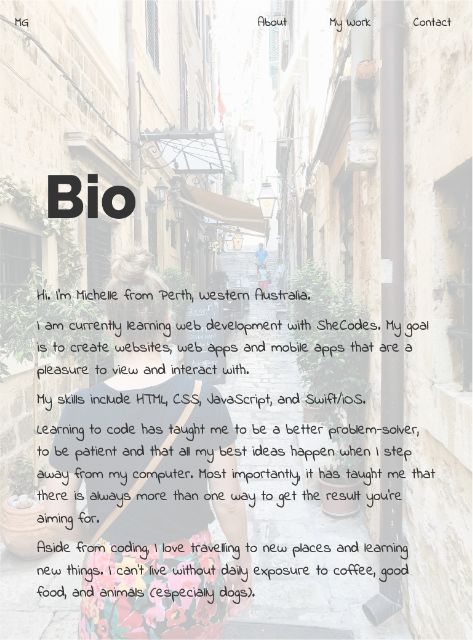 MG
About My Work Contact
Bio
Hi. I'm Michelle from Perth, Western Australia.
I am currently learning web development with SheCodes. My goal
is to create websites, web apps and mobile apps that are a
pleasure to view and interact with.
My skills include HTML, CSS, JavaScript, and Swift/iOS.
Learning to code has taught me to be a better problem-solver,
to be patient and that all my best ideas happen when I step
away from my computer. Most importantly, it has taught me that
there is always more than one way to get the result you're
aiming for.
Aside from coding, I love travelling to new places and learning
new things. I can't live without daily exposure to coffee, good
food, and animals (especially dogs).